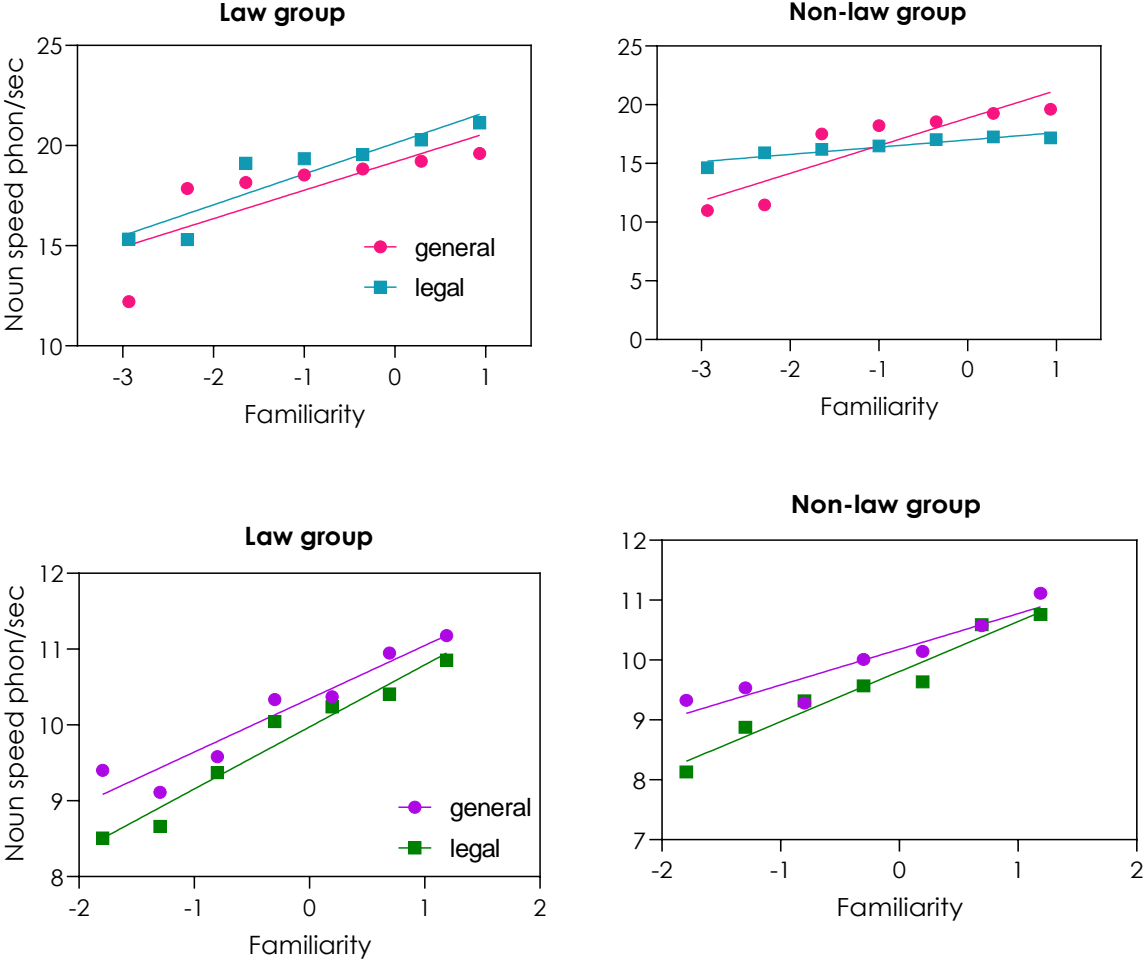 Law group
Noun speed phon/sec
25
20
15
10
-3 -2 -1 0 1
Familiarity
general
legal
Non-law group
25
20
15
10
5
0
-3 -2 -1 0 1
Familiarity
Law group
Noun speed phon/sec
12
11
10
9
8
-2 -1 0 1 2
Familiarity
general
legal
Non-law group
12
11
10
9
8
7
-2 -1 0 1 2
Familiarity